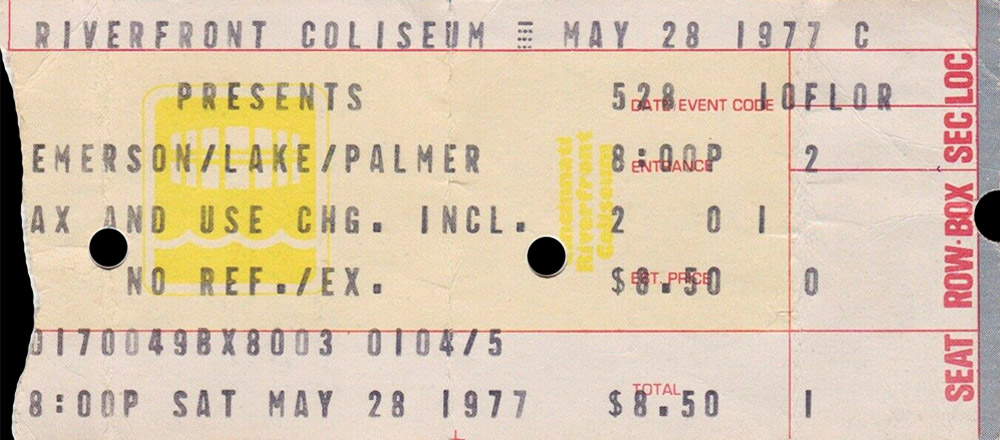 RIVERFRONT COLISEUM MAY 28 1977 C
PRESENTS 528 10FLOR
DATE/EVENT CODE
EMERSON/LAKE/PALMER 8:00P 2
ENTRANCE
AX AND USE CHG. INCL. 2 0 1
NO REF./EX. $8.50 0
EST. PRICE
0170049BX8003 0104/5
TOTAL
8:00P SAT MAY 28 1977 $8.50 1
Cincinnati
Riverfront
Coliseum
SEAT ROW·BOX SEC LOC